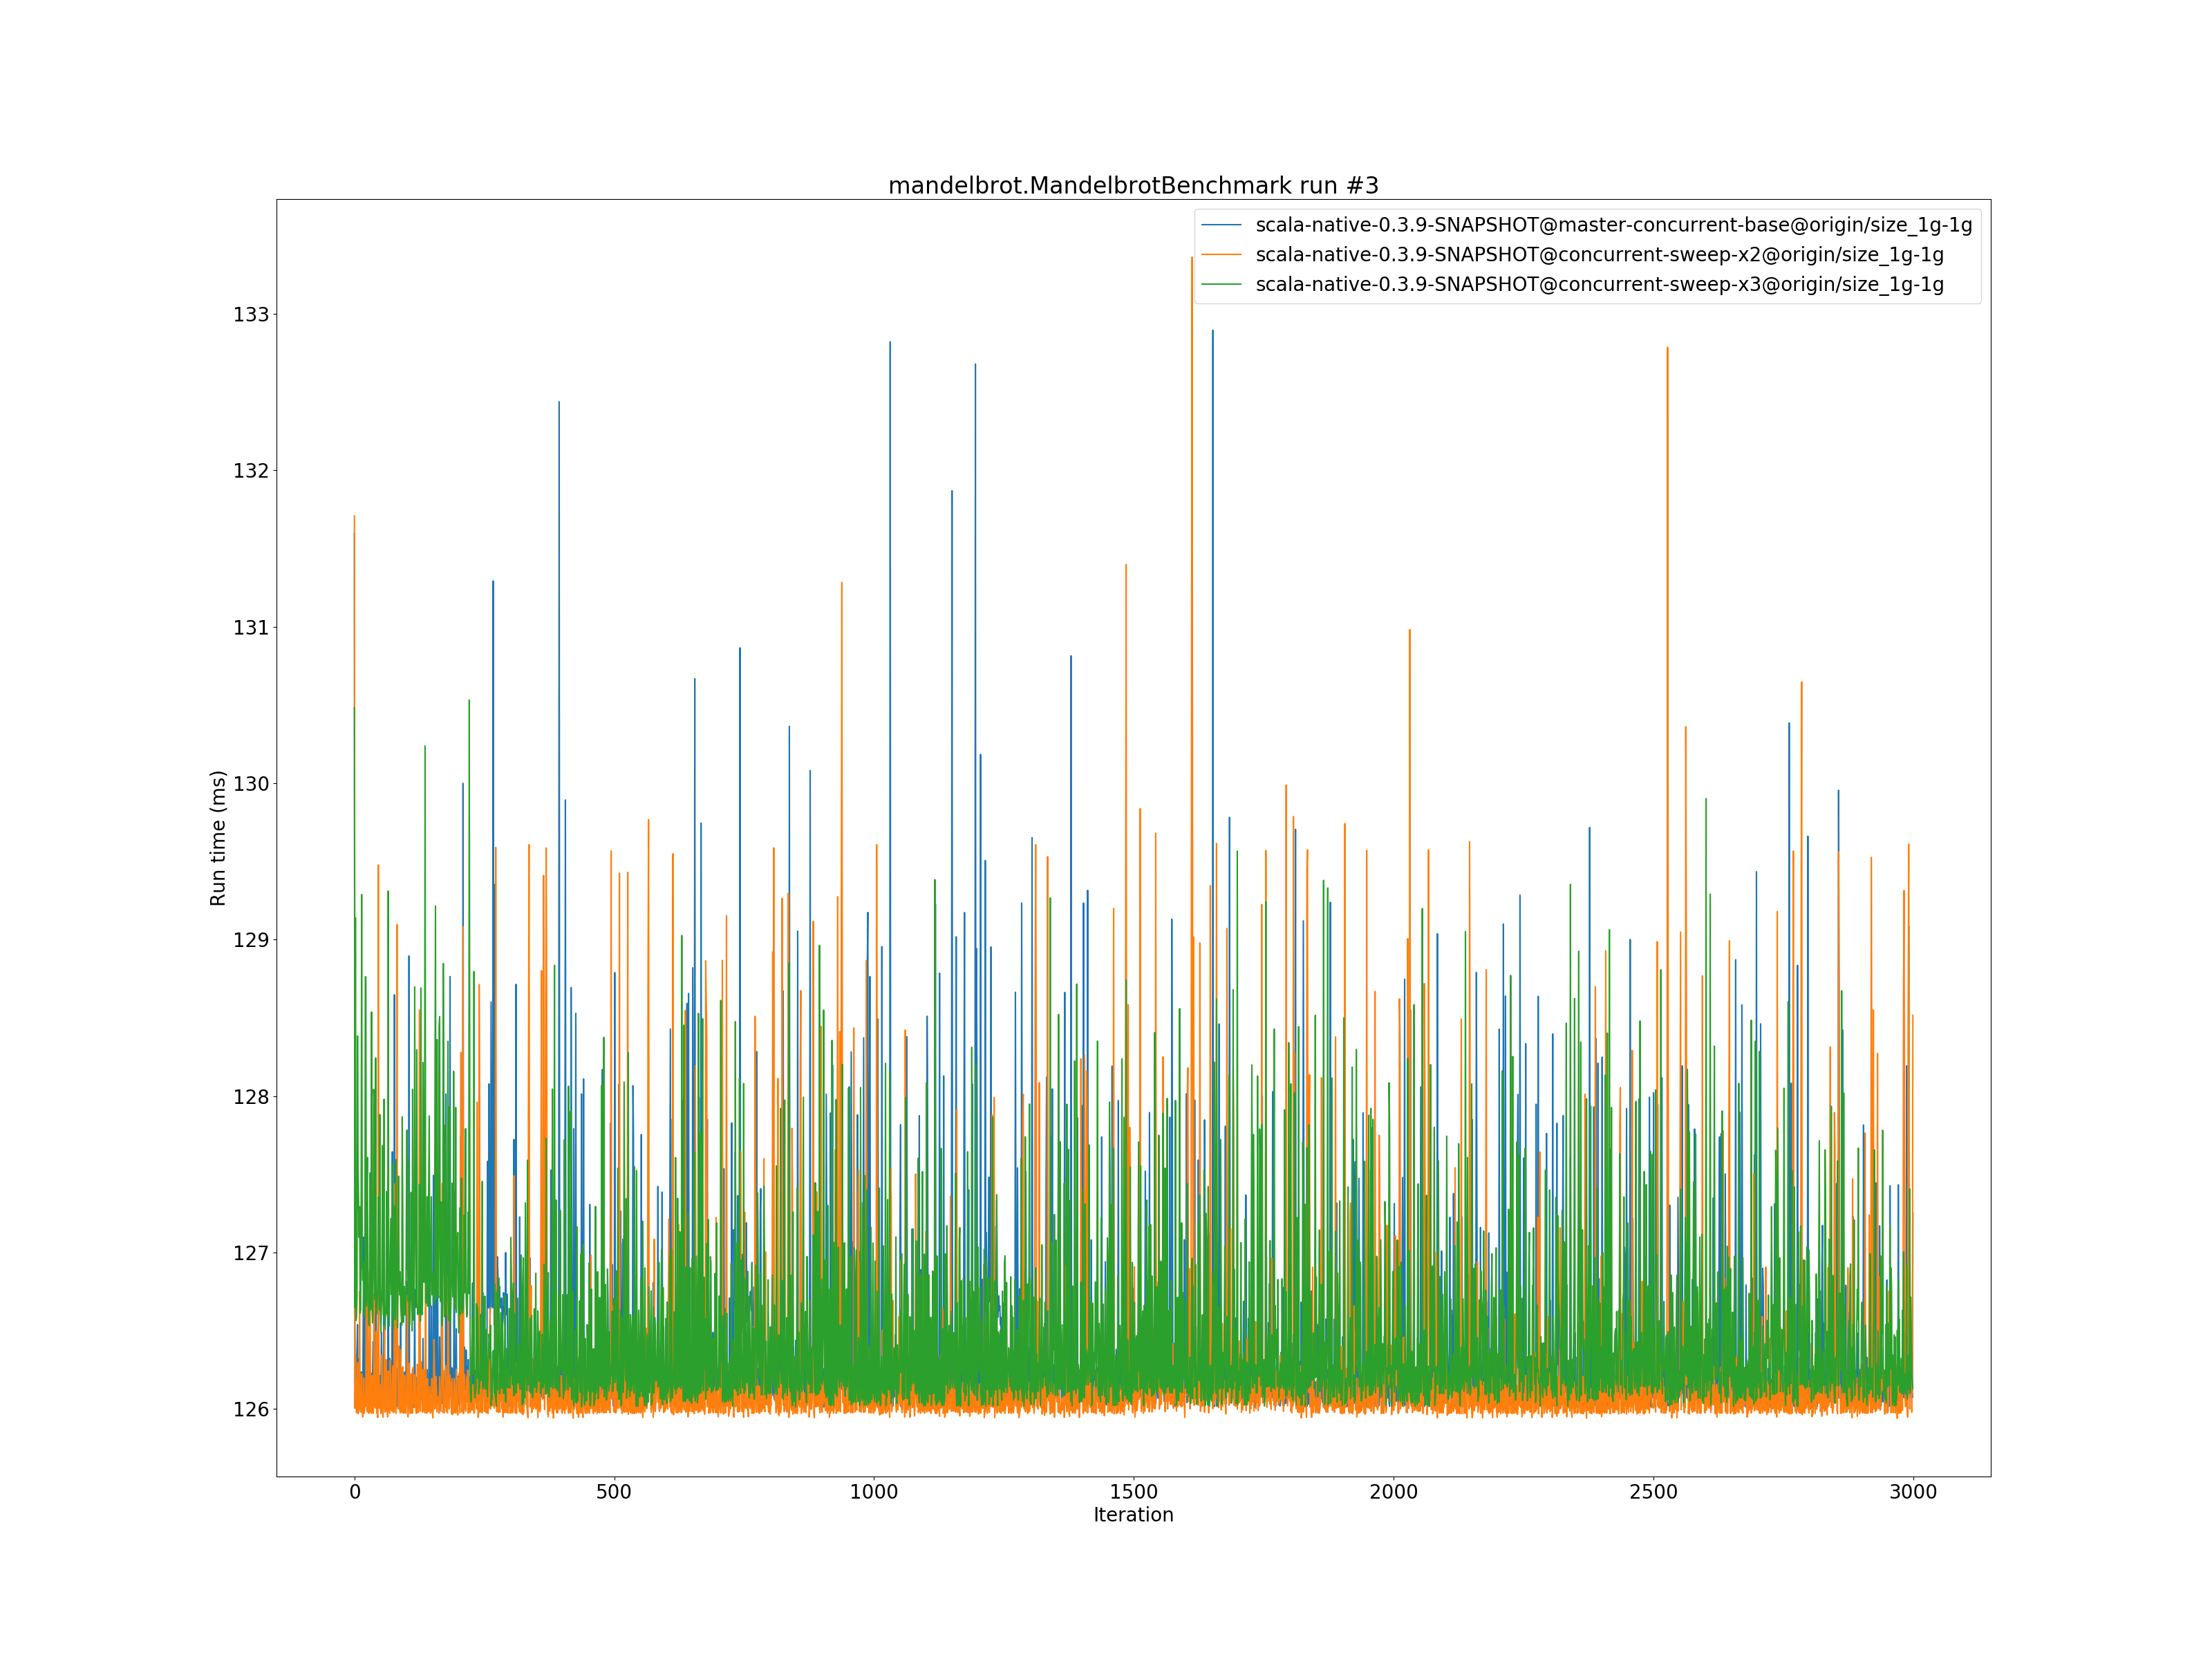 mandelbrot.MandelbrotBenchmark run #3
scala-native-0.3.9-SNAPSHOT@master-concurrent-base@origin/size_1g-1g
scala-native-0.3.9-SNAPSHOT@concurrent-sweep-x2@origin/size_1g-1g
scala-native-0.3.9-SNAPSHOT@concurrent-sweep-x3@origin/size_1g-1g
133
132
131
130
129
128
127
126
Run time (ms)
0 500 1000 1500 2000 2500 3000
Iteration